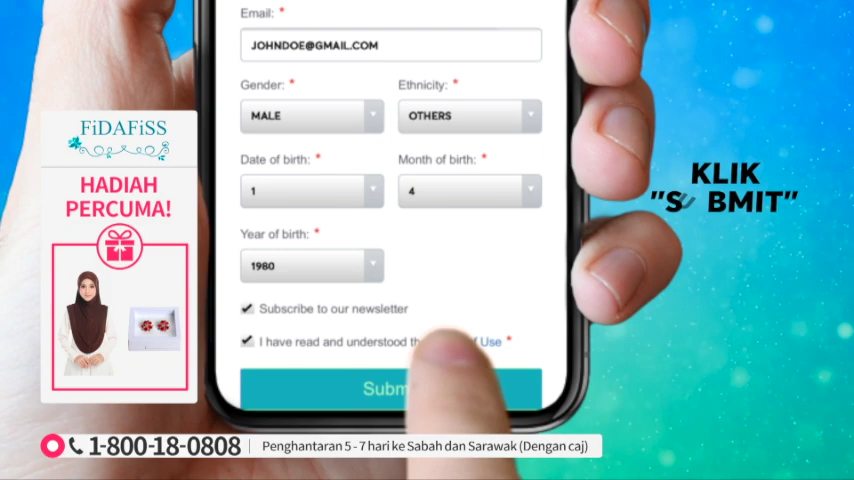 Email: *
JOHNDOE@GMAIL.COM
Gender: *
Ethnicity: *
MALE
OTHERS
Date of birth: *
Month of birth: *
1
4
Year of birth: *
1980
Subscribe to our newsletter
I have read and understood Use *
Subm
FiDAFiSS
HADIAH
PERCUMA!
KLIK
"SUBMIT"
1-800-18-0808
Penghantaran 5 - 7 hari ke Sabah dan Sarawak (Dengan caj)